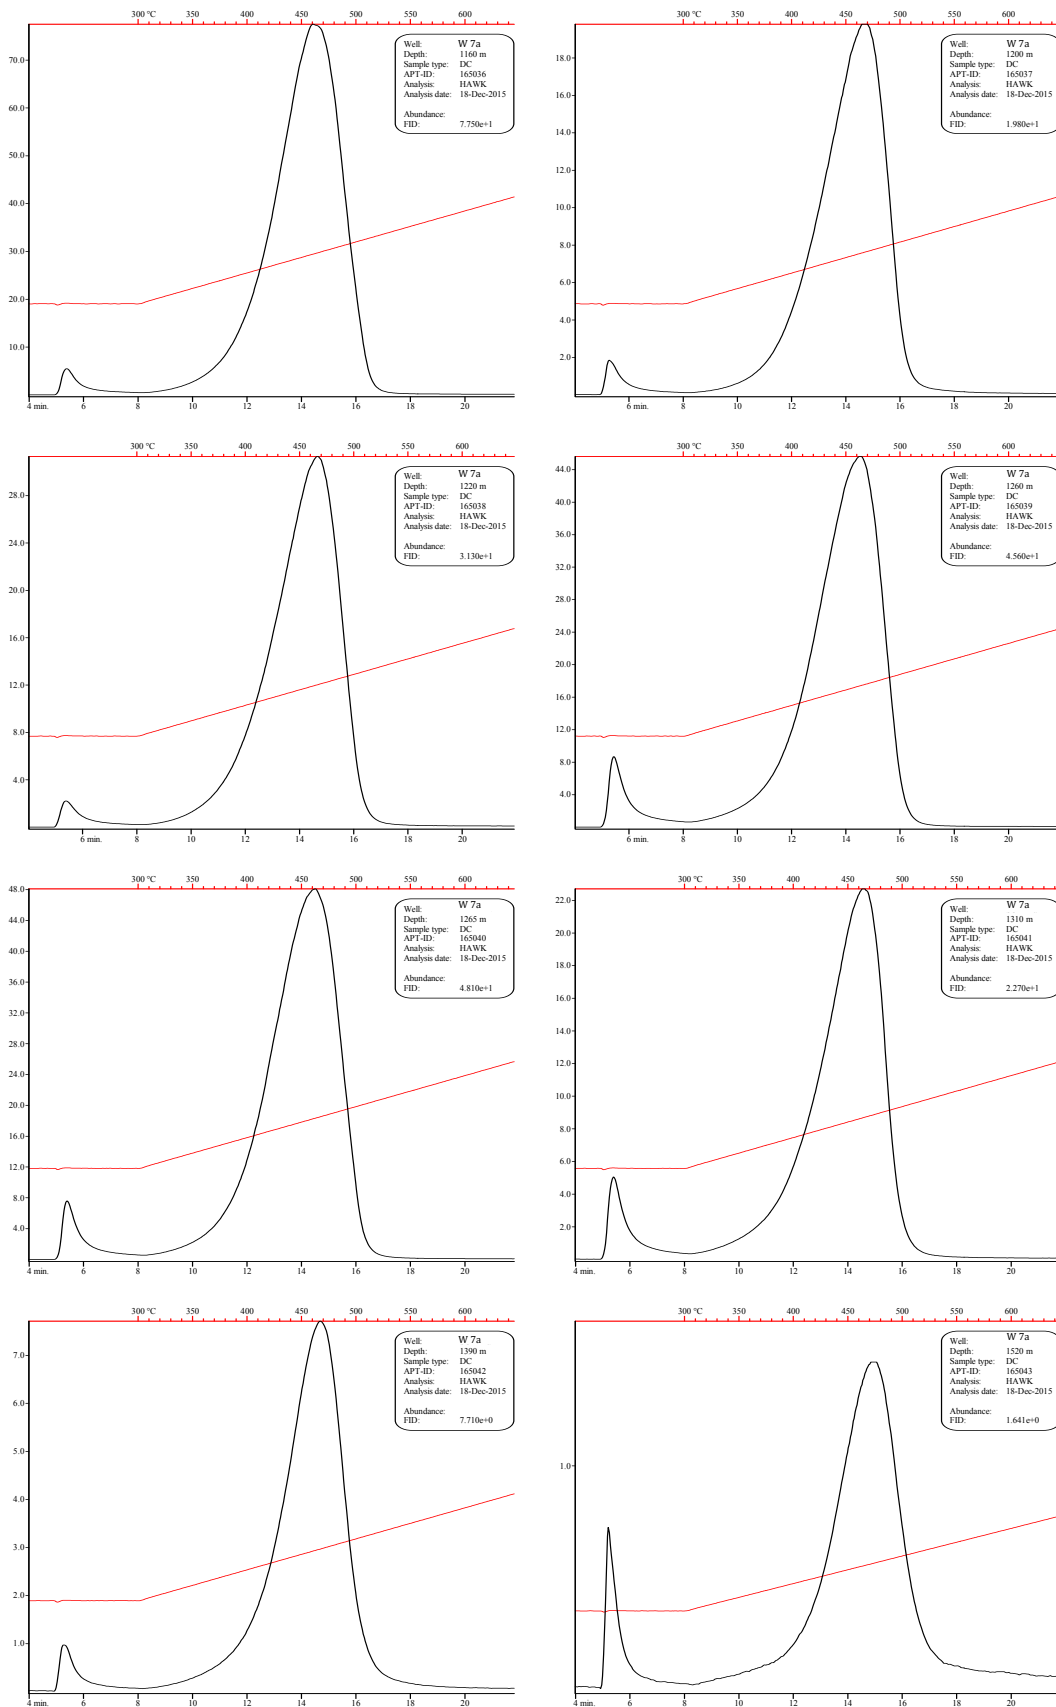 300 °C 350 400 450 500 550 600
70.0
60.0
50.0
40.0
30.0
20.0
10.0
Well: W 7a
Depth: 1160 m
Sample type: DC
APT-ID: 165036
Analysis: HAWK
Analysis date: 18-Dec-2015
Abundance:
FID: 7.750e+1
4 min. 6 8 10 12 14 16 18 20
300 °C 350 400 450 500 550 600
18.0
16.0
14.0
12.0
10.0
8.0
6.0
4.0
2.0
Well: W 7a
Depth: 1200 m
Sample type: DC
APT-ID: 165037
Analysis: HAWK
Analysis date: 18-Dec-2015
Abundance:
FID: 1.980e+1
6 min. 8 10 12 14 16 18 20
300 °C 350 400 450 500 550 600
28.0
24.0
20.0
16.0
12.0
8.0
4.0
Well: W 7a
Depth: 1220 m
Sample type: DC
APT-ID: 165038
Analysis: HAWK
Analysis date: 18-Dec-2015
Abundance:
FID: 3.130e+1
6 min. 8 10 12 14 16 18 20
300 °C 350 400 450 500 550 600
44.0
40.0
36.0
32.0
28.0
24.0
20.0
16.0
12.0
8.0
4.0
Well: W 7a
Depth: 1260 m
Sample type: DC
APT-ID: 165039
Analysis: HAWK
Analysis date: 18-Dec-2015
Abundance:
FID: 4.560e+1
6 min. 8 10 12 14 16 18 20
300 °C 350 400 450 500 550 600
48.0
44.0
40.0
36.0
32.0
28.0
24.0
20.0
16.0
12.0
8.0
4.0
Well: W 7a
Depth: 1265 m
Sample type: DC
APT-ID: 165040
Analysis: HAWK
Analysis date: 18-Dec-2015
Abundance:
FID: 4.810e+1
4 min. 6 8 10 12 14 16 18 20
300 °C 350 400 450 500 550 600
22.0
20.0
18.0
16.0
14.0
12.0
10.0
8.0
6.0
4.0
2.0
Well: W 7a
Depth: 1310 m
Sample type: DC
APT-ID: 165041
Analysis: HAWK
Analysis date: 18-Dec-2015
Abundance:
FID: 2.270e+1
4 min. 6 8 10 12 14 16 18 20
300 °C 350 400 450 500 550 600
7.0
6.0
5.0
4.0
3.0
2.0
1.0
Well: W 7a
Depth: 1390 m
Sample type: DC
APT-ID: 165042
Analysis: HAWK
Analysis date: 18-Dec-2015
Abundance:
FID: 7.710e+0
4 min. 6 8 10 12 14 16 18 20
300 °C 350 400 450 500 550 600
1.0
Well: W 7a
Depth: 1520 m
Sample type: DC
APT-ID: 165043
Analysis: HAWK
Analysis date: 18-Dec-2015
Abundance:
FID: 1.641e+0
4 min. 6 8 10 12 14 16 18 20